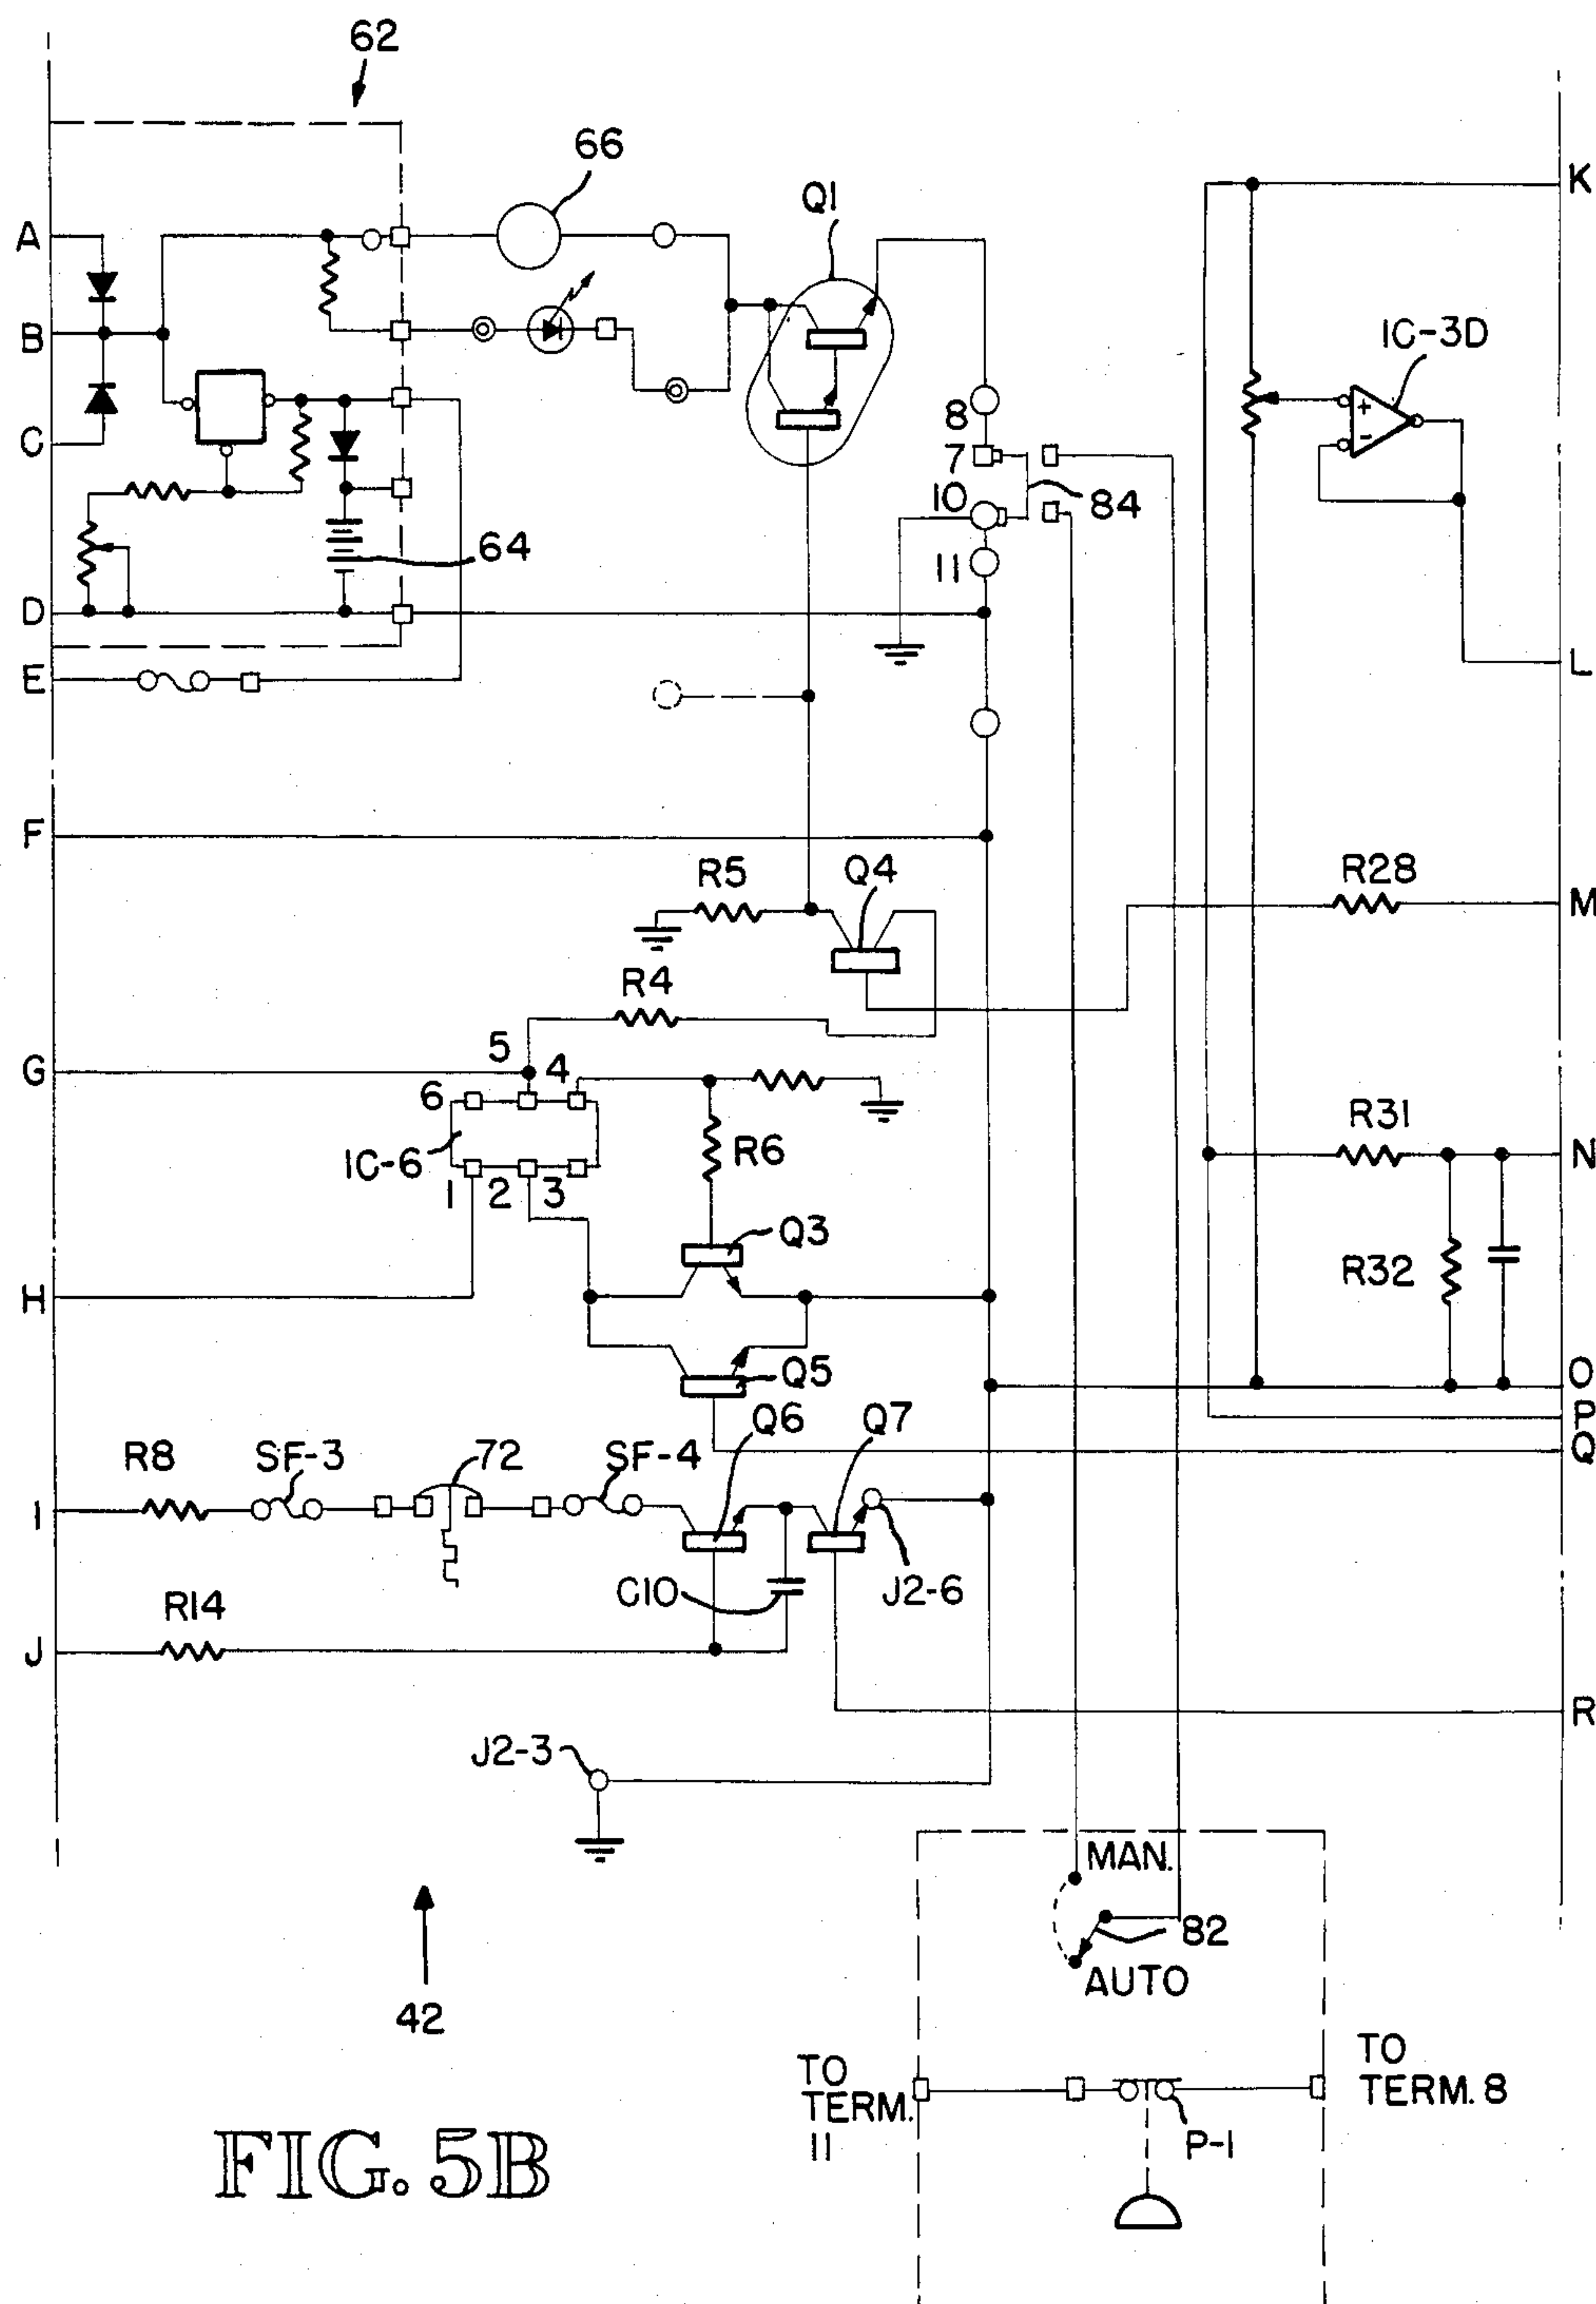 62
66
Q1
K
A
B
IC-3D
C
8
7
10
84
64
11
D
E
L
F
R5
Q4
R28
M
R4
5
G
4
6
R31
IC-6
R6
N
1
2
3
Q3
R32
H
Q5
O
P
Q6
Q7
Q
R8
SF-3
72
SF-4
I
C10
J2-6
R14
J
R
J2-3
MAN.
82
AUTO
42
TO
TERM.
11
TO
TERM. 8
P-1
FIG. 5B